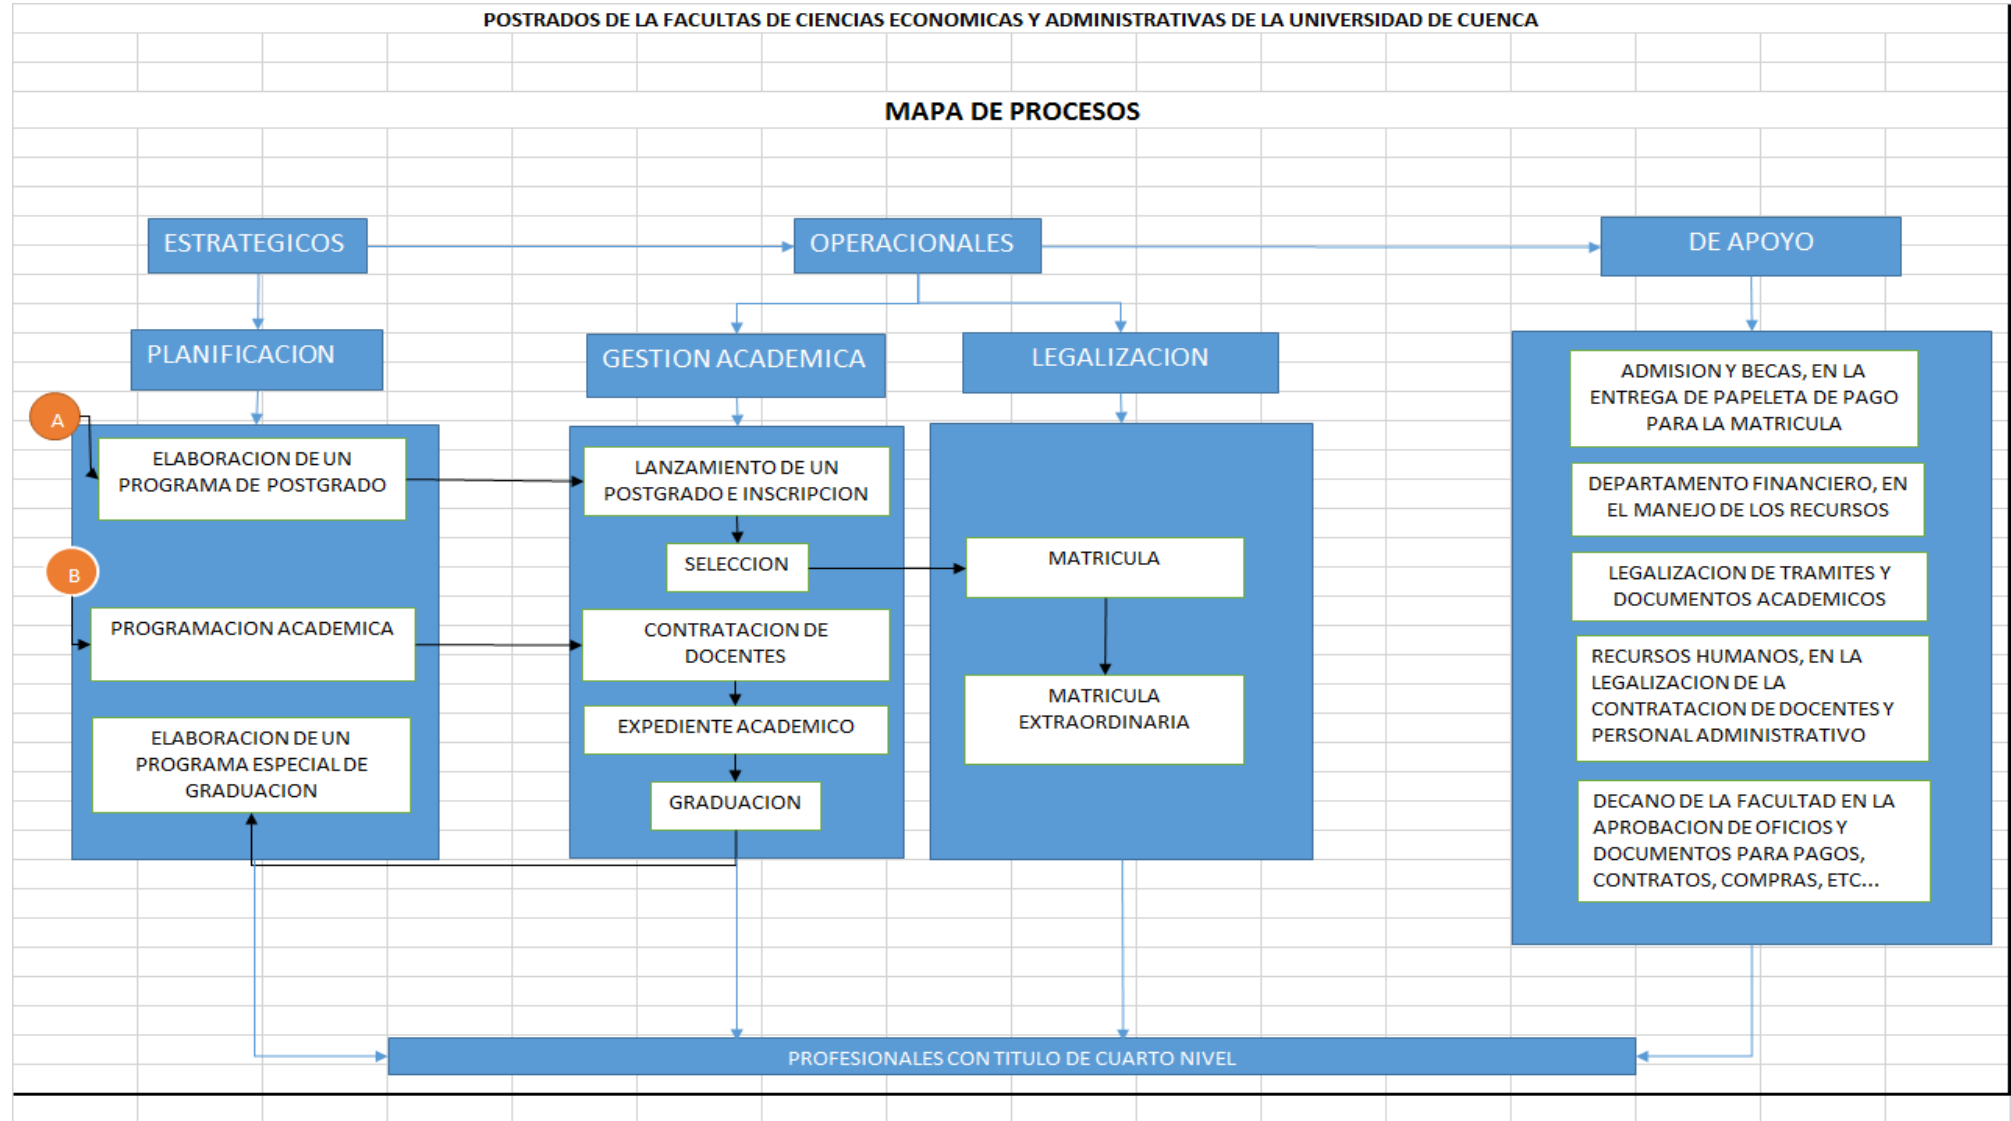 POSTRADOS DE LA FACULTAS DE CIENCIAS ECONOMICAS Y ADMINISTRATIVAS DE LA UNIVERSIDAD DE CUENCA
MAPA DE PROCESOS
ESTRATEGICOS
OPERACIONALES
DE APOYO
PLANIFICACION
GESTION ACADEMICA
LEGALIZACION
A
ELABORACION DE UN
PROGRAMA DE POSTGRADO
B
PROGRAMACION ACADEMICA
ELABORACION DE UN
PROGRAMA ESPECIAL DE
GRADUACION
LANZAMIENTO DE UN
POSTGRADO E INSCRIPCION
SELECCION
CONTRATACION DE
DOCENTES
EXPEDIENTE ACADEMICO
GRADUACION
MATRICULA
MATRICULA
EXTRAORDINARIA
ADMISION Y BECAS, EN LA
ENTREGA DE PAPELETA DE PAGO
PARA LA MATRICULA
DEPARTAMENTO FINANCIERO, EN
EL MANEJO DE LOS RECURSOS
LEGALIZACION DE TRAMITES Y
DOCUMENTOS ACADEMICOS
RECURSOS HUMANOS, EN LA
LEGALIZACION DE LA
CONTRATACION DE DOCENTES Y
PERSONAL ADMINISTRATIVO
DECANO DE LA FACULTAD EN LA
APROBACION DE OFICIOS Y
DOCUMENTOS PARA PAGOS,
CONTRATOS, COMPRAS, ETC...
PROFESIONALES CON TITULO DE CUARTO NIVEL